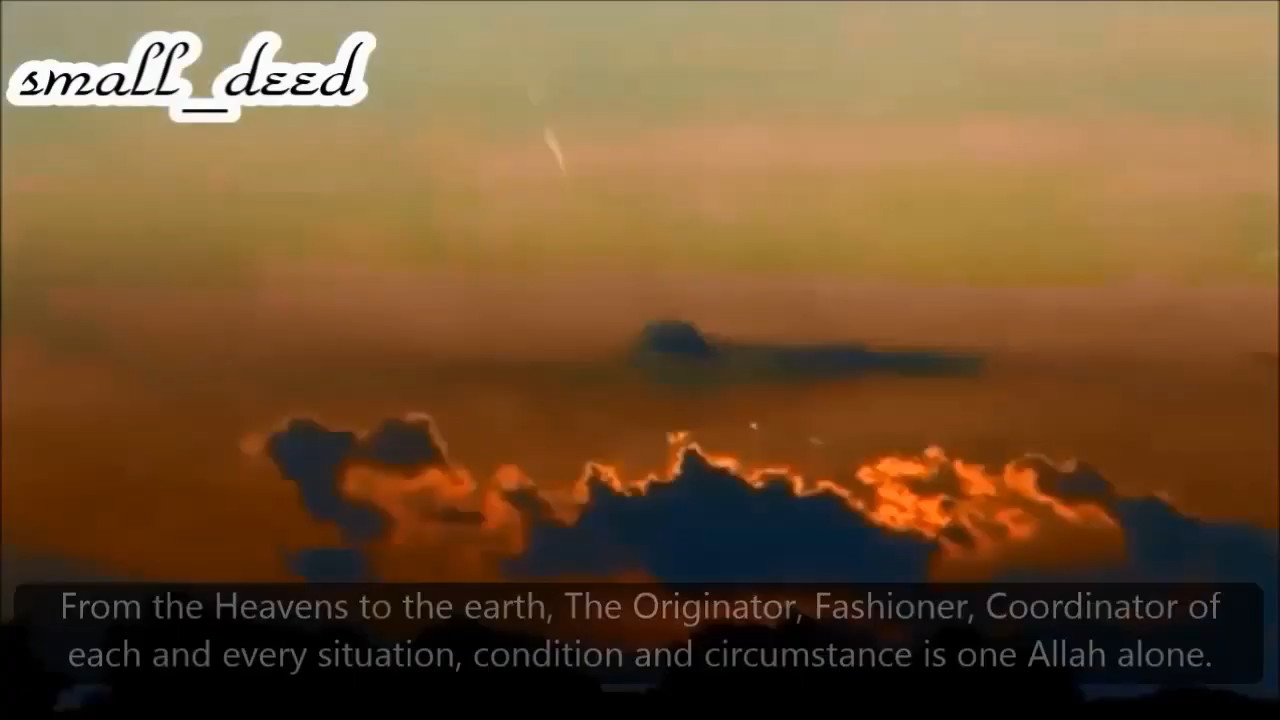 small_deed
From the Heavens to the earth, The Originator, Fashioner, Coordinator of
each and every situation, condition and circumstance is one Allah alone.